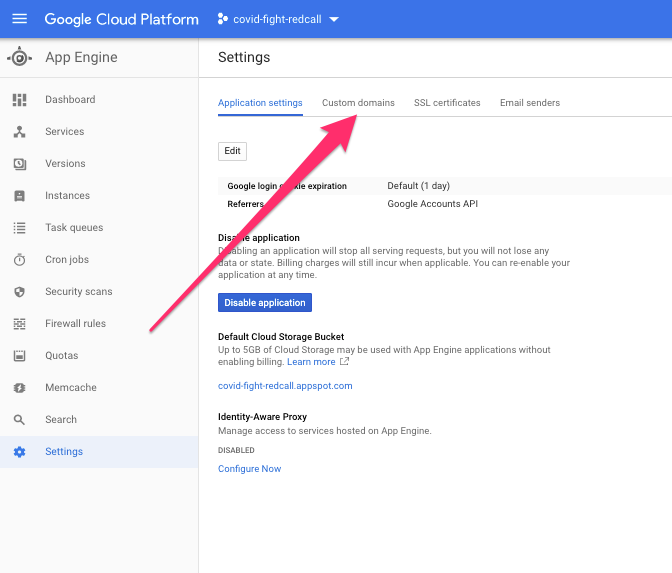 Google Cloud Platform covid-fight-redcall
App Engine
Dashboard
Services
Versions
Instances
Task queues
Cron jobs
Security scans
Firewall rules
Quotas
Memcache
Search
Settings
Settings
Application settings Custom domains SSL certificates Email senders
Edit
Google login cookie expiration Default (1 day)
Referrers Google Accounts API
Disable application
Disabling an application will stop all serving requests, but you will not lose any
data or state. Billing charges will still incur when applicable. You can re-enable your
application at any time.
Disable application
Default Cloud Storage Bucket
Up to 5GB of Cloud Storage may be used with App Engine applications without
enabling billing. Learn more
covid-fight-redcall.appspot.com
Identity-Aware Proxy
Manage access to services hosted on App Engine.
DISABLED
Configure Now